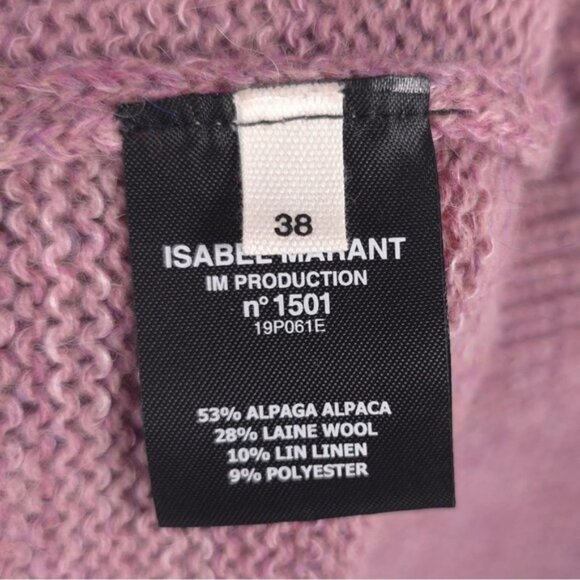 38
ISABEL MARANT
IM PRODUCTION
n° 1501
19P061E
53% ALPAGA ALPACA
28% LAINE WOOL
10% LIN LINEN
9% POLYESTER